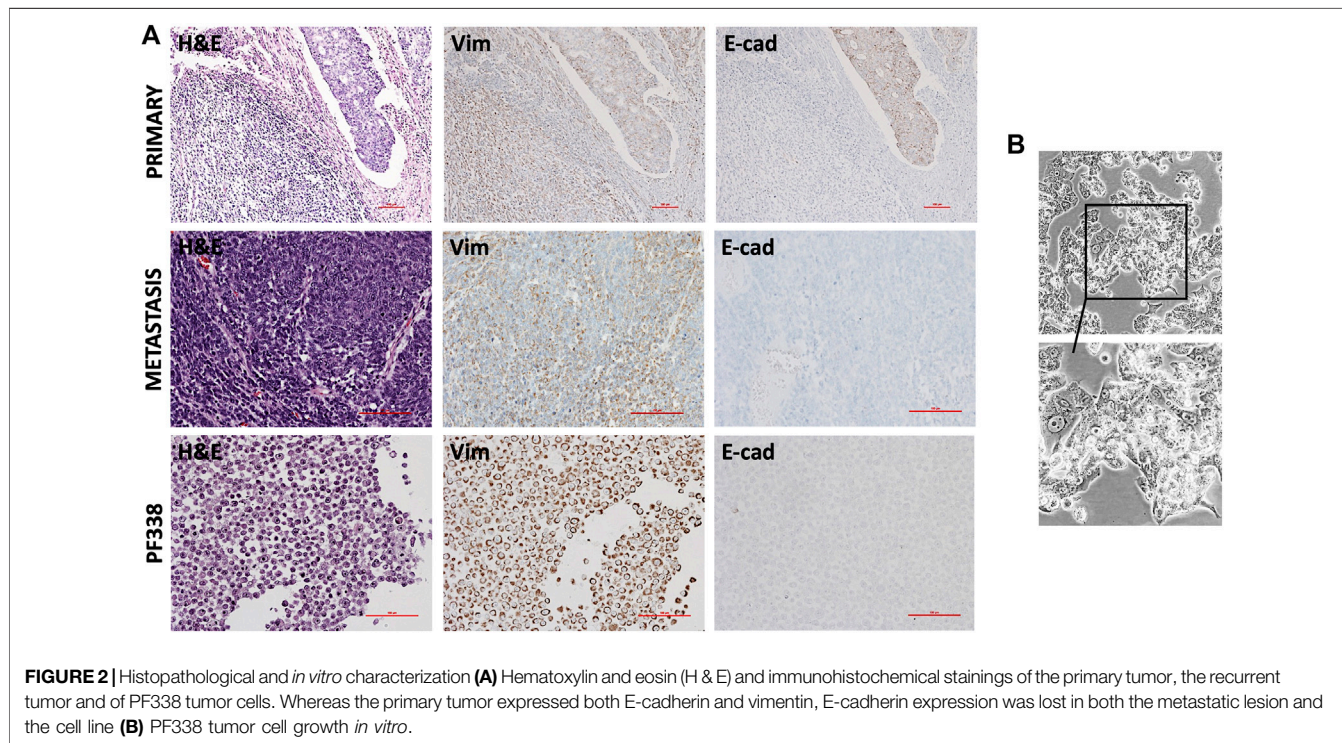 A
H&E
Vim
E-cad
PRIMARY
B
H&E
Vim
E-cad
METASTASIS
H&E
Vim
E-cad
PF338
FIGURE 2 | Histopathological and in vitro characterization (A) Hematoxylin and eosin (H & E) and immunohistochemical stainings of the primary tumor, the recurrent
tumor and of PF338 tumor cells. Whereas the primary tumor expressed both E-cadherin and vimentin, E-cadherin expression was lost in both the metastatic lesion and
the cell line (B) PF338 tumor cell growth in vitro.